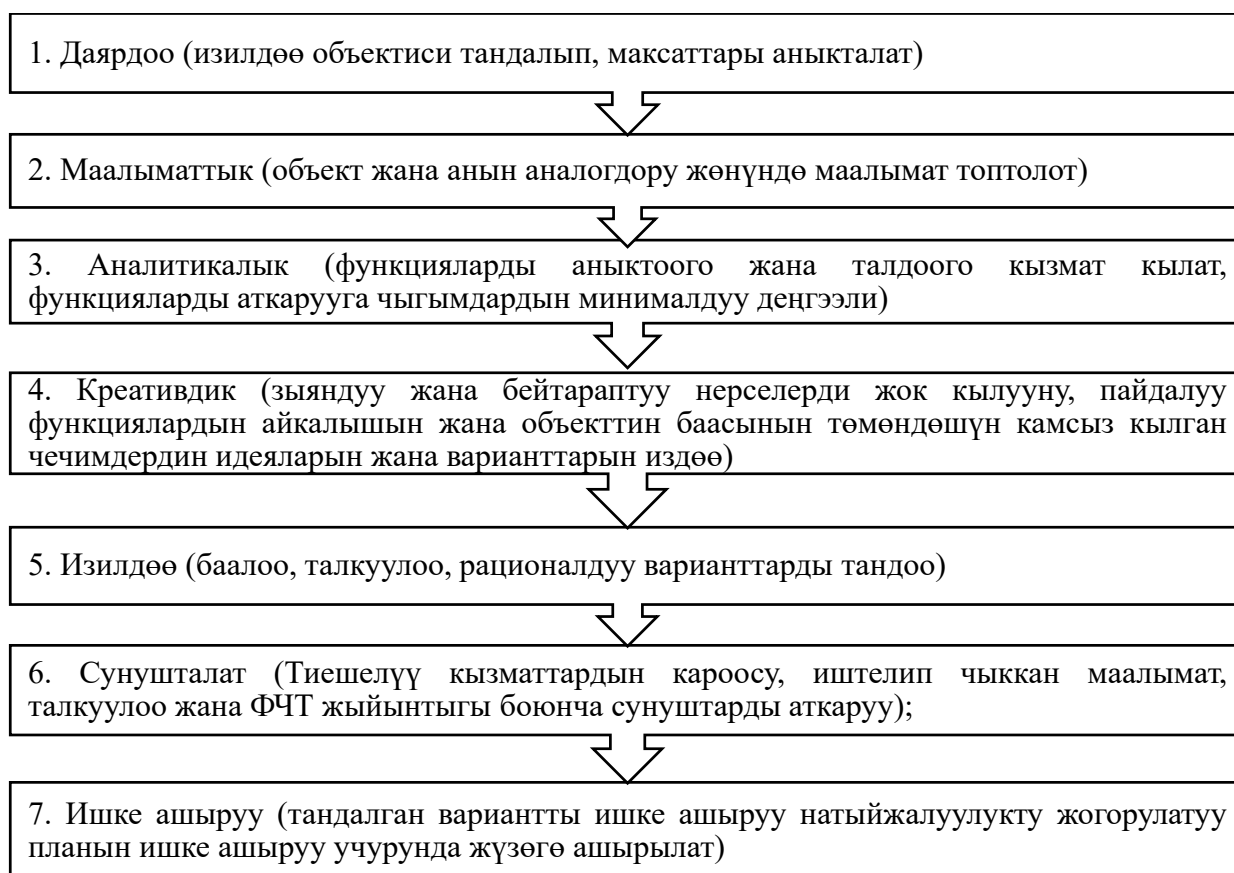 1. Даярдоо (изилдөө объектиси тандалып, максаттары аныкталат)
2. Маалыматтык (объект жана анын аналогдору жөнүндө маалымат топтолот)
3. Аналитикалык (функцияларды аныктоого жана талдоого кызмат кылат,
функцияларды аткарууга чыгымдардын минималдуу деңгээли)
4. Креативдик (зыяндуу жана бейтараптуу нерселерди жок кылууну, пайдалуу
функциялардын айкалышын жана объекттин баасынын төмөндөшүн камсыз кылган
чечимдердин идеяларын жана варианттарын издөө)
5. Изилдөө (баалоо, талкуулоо, рационалдуу варианттарды тандоо)
6. Сунушталат (Тиешелүү кызматтардын кароосу, иштелип чыккан маалымат,
талкуулоо жана ФЧТ жыйынтыгы боюнча сунуштарды аткаруу);
7. Ишке ашыруу (тандалган вариантты ишке ашыруу натыйжалуулукту жогорулатуу
планын ишке ашыруу учурунда жүзөгө ашырылат)